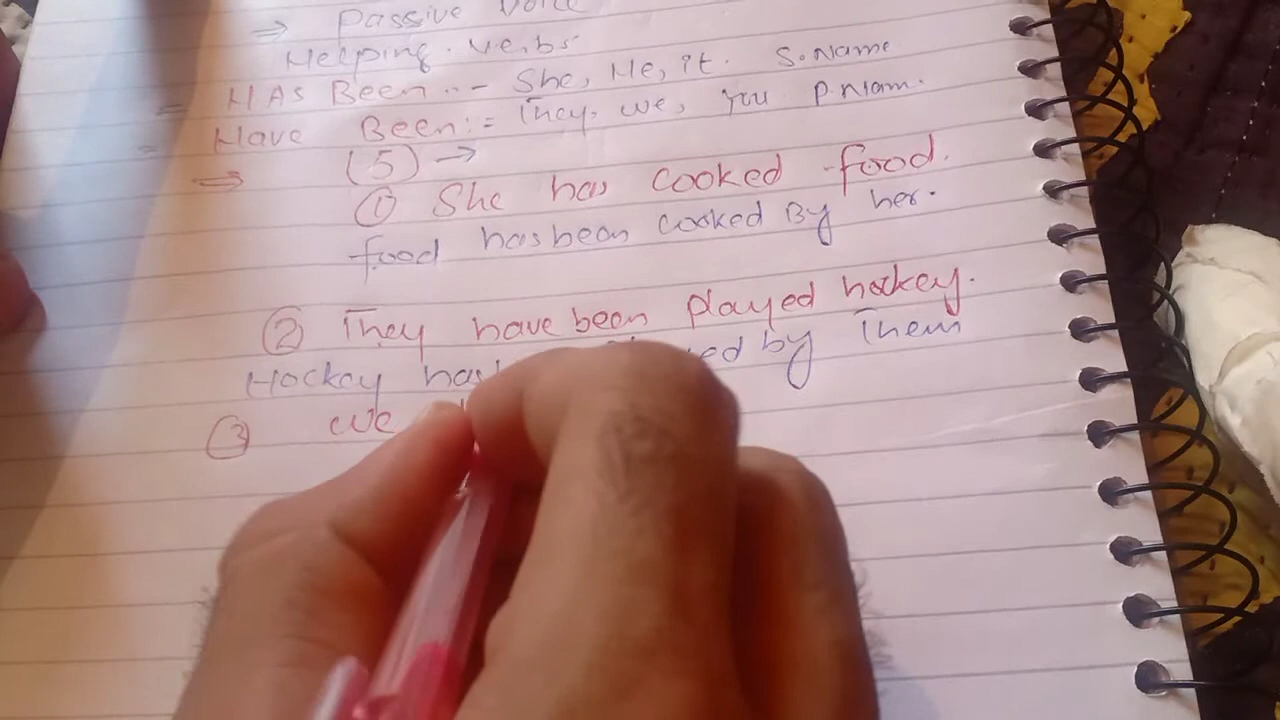 ⇒ Passive Voice
Helping verbs
= HAS Been :- She, He, it. S.Name
= Have Been := They, we, you P.Nam.
⇒ (5) →
① She has cooked food.
food has been cooked By her.
② They have been played hockey.
Hockey has by Them
③ we